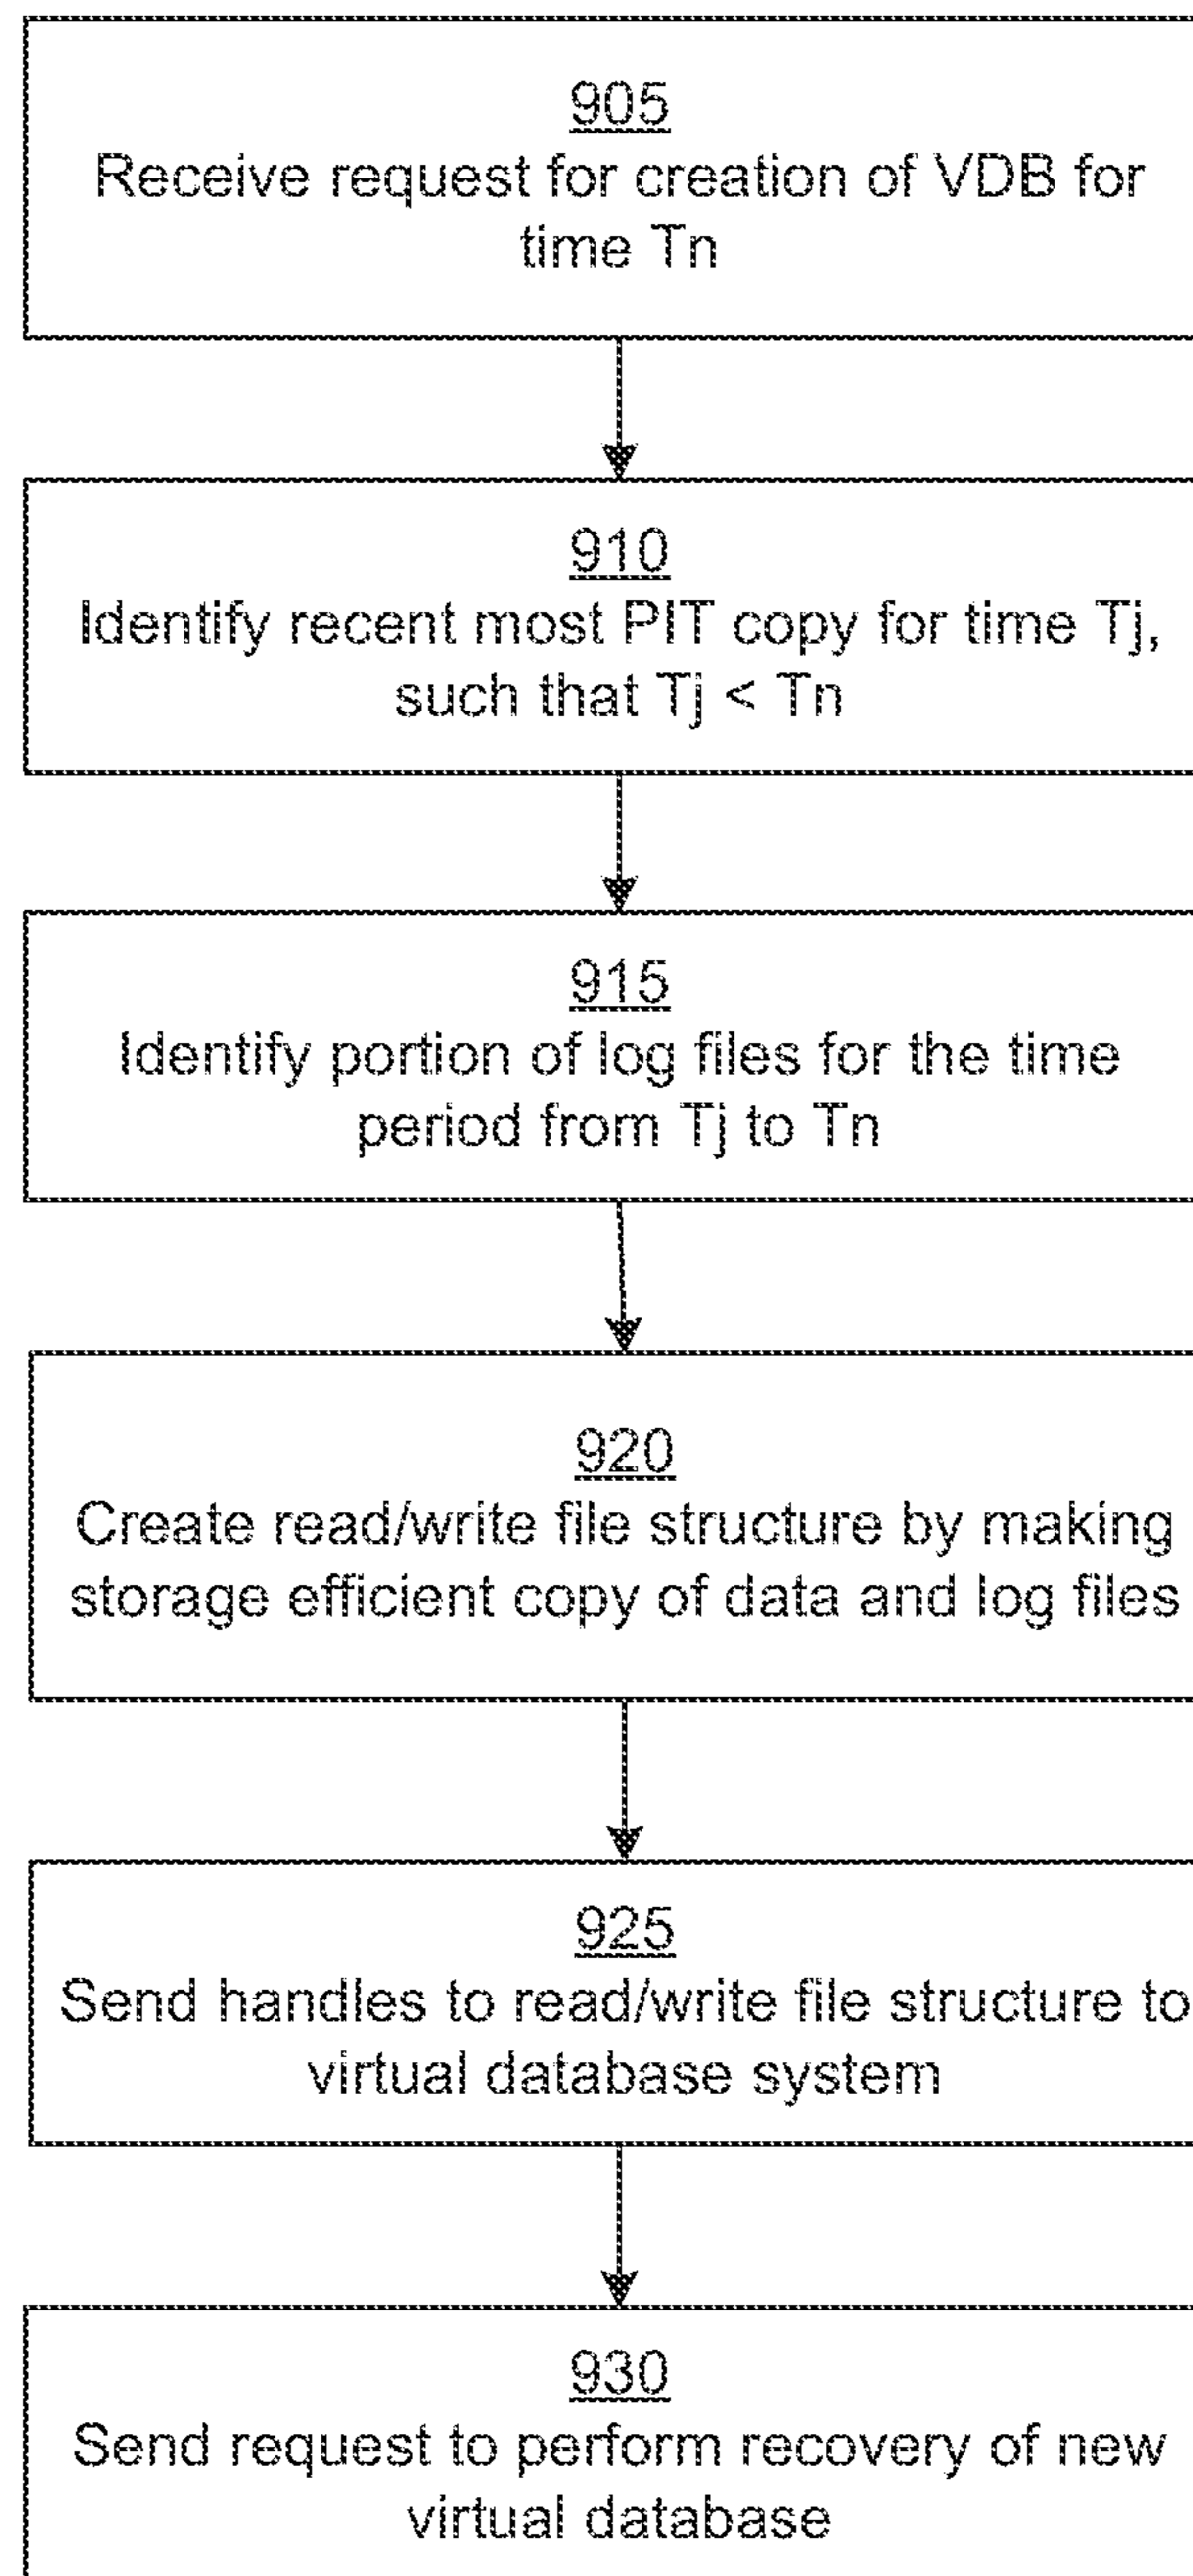 905
Receive request for creation of VDB for
time Tn
910
Identify recent most PIT copy for time Tj,
such that Tj < Tn
915
Identify portion of log files for the time
period from Tj to Tn
920
Create read/write file structure by making
storage efficient copy of data and log files
925
Send handles to read/write file structure to
virtual database system
930
Send request to perform recovery of new
virtual database